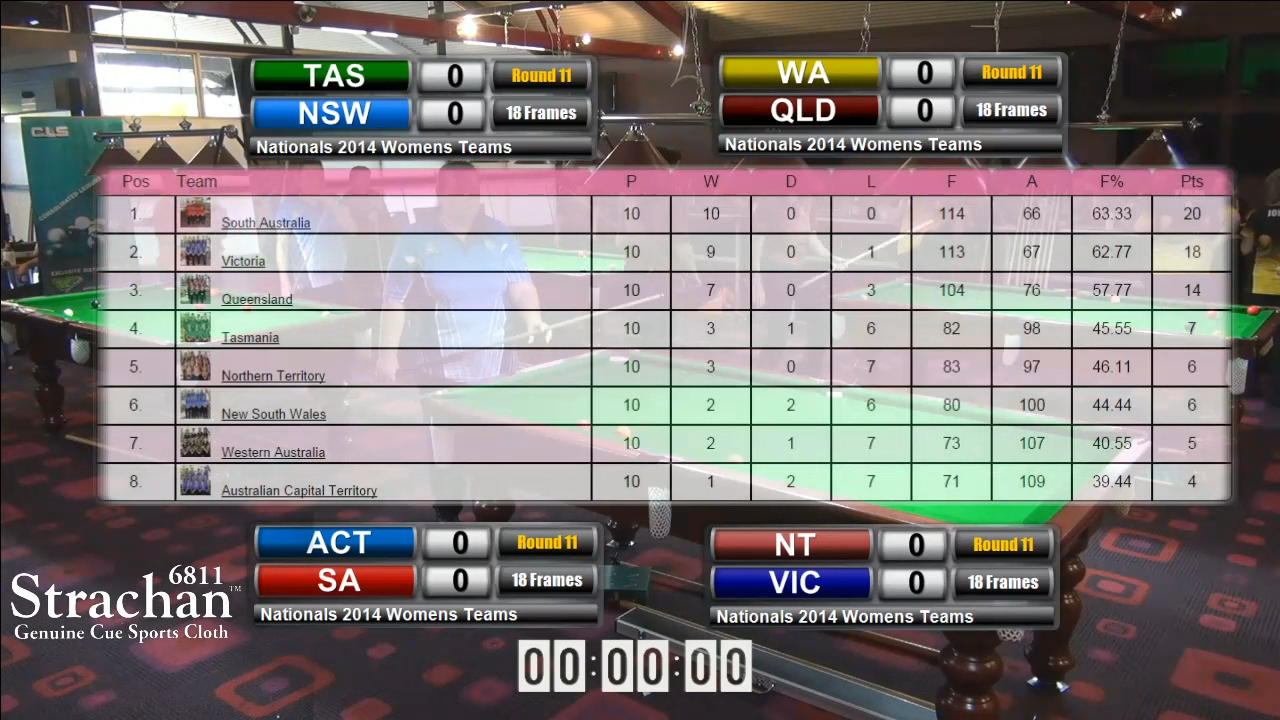 TAS 0 Round 11
NSW 0 18 Frames
Nationals 2014 Womens Teams
WA 0 Round 11
QLD 0 18 Frames
Nationals 2014 Womens Teams
CLS
Pos Team P W D L F A F% Pts
1. South Australia 10 10 0 0 114 66 63.33 20
2. Victoria 10 9 0 1 113 67 62.77 18
3. Queensland 10 7 0 3 104 76 57.77 14
4. Tasmania 10 3 1 6 82 98 45.55 7
5. Northern Territory 10 3 0 7 83 97 46.11 6
6. New South Wales 10 2 2 6 80 100 44.44 6
7. Western Australia 10 2 1 7 73 107 40.55 5
8. Australian Capital Territory 10 1 2 7 71 109 39.44 4
ACT 0 Round 11
SA 0 18 Frames
Nationals 2014 Womens Teams
NT 0 Round 11
VIC 0 18 Frames
Nationals 2014 Womens Teams
6811
Strachan™
Genuine Cue Sports Cloth
00:00:00